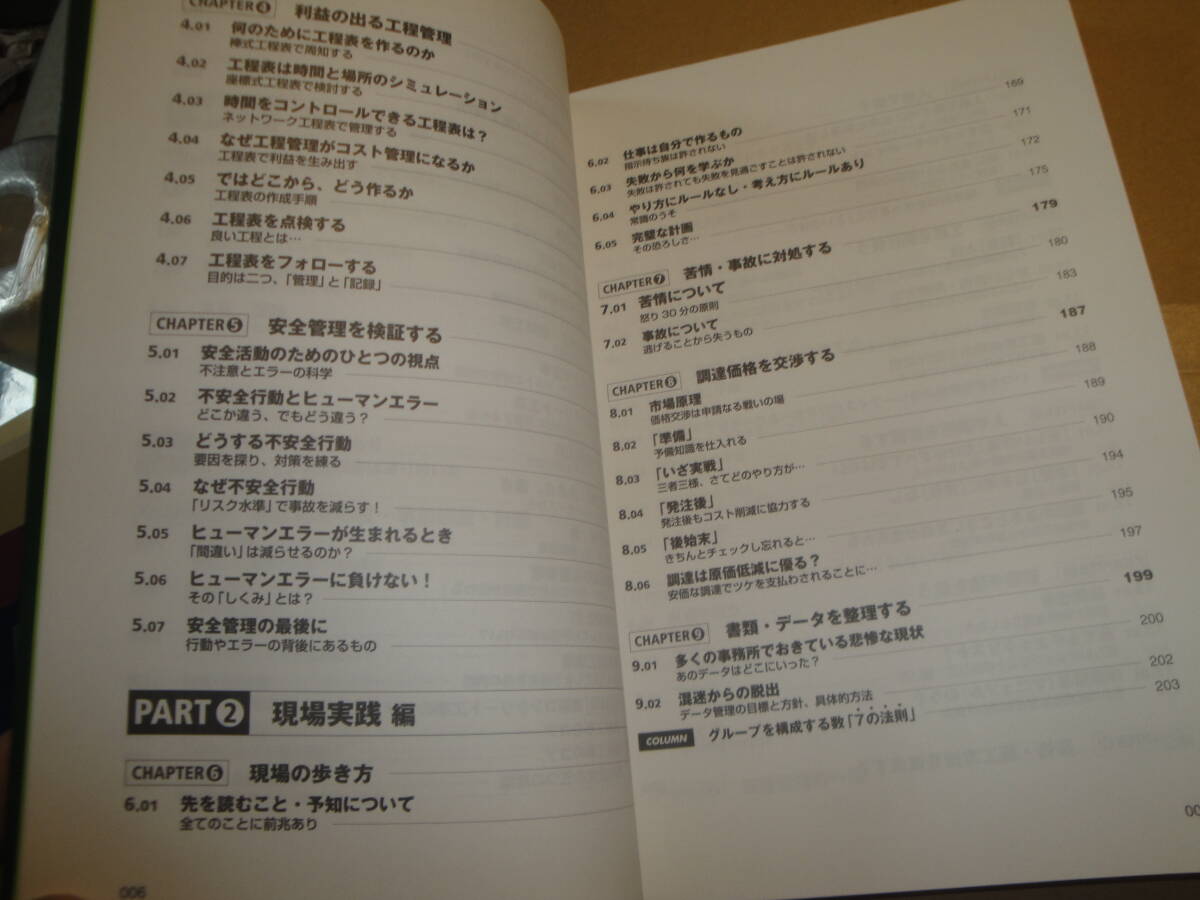 CHAPTER④ 利益の出る工程管理
4.01 何のために工程表を作るのか
棒式工程表で周知する
4.02 工程表は時間と場所のシミュレーション
座標式工程表で検討する
4.03 時間をコントロールできる工程表は？
ネットワーク工程表で管理する
4.04 なぜ工程管理がコスト管理になるか
工程表で利益を生み出す
4.05 ではどこから、どう作るか
工程表の作成手順
4.06 工程表を点検する
良い工程とは…
4.07 工程表をフォローする
目的は二つ、「管理」と「記録」
CHAPTER⑤ 安全管理を検証する
5.01 安全活動のためのひとつの視点
不注意とエラーの科学
5.02 不安全行動とヒューマンエラー
どこか違う、でもどう違う？
5.03 どうする不安全行動
要因を探り、対策を練る
5.04 なぜ不安全行動
「リスク水準」で事故を減らす！
5.05 ヒューマンエラーが生まれるとき
「間違い」は減らせるのか？
5.06 ヒューマンエラーに負けない！
その「しくみ」とは？
5.07 安全管理の最後に
行動やエラーの背後にあるもの
PART② 現場実践 編
CHAPTER⑥ 現場の歩き方
6.01 先を読むこと・予知について
全てのことに前兆あり
006
169
6.02 仕事は自分で作るもの
指示待ち族は許されない 171
6.03 失敗から何を学ぶか
失敗は許されても失敗を見過ごすことは許されない 172
6.04 やり方にルールなし・考え方にルールあり
常識のうそ 175
6.05 完璧な計画
その恐ろしさ… 179
CHAPTER⑦ 苦情・事故に対処する 180
7.01 苦情について
怒り30分の原則 183
7.02 事故について
逃げることから失うもの 187
CHAPTER⑧ 調達価格を交渉する 188
8.01 市場原理
価格交渉は申請なる戦いの場 189
8.02 「準備」
予備知識を仕入れる 190
8.03 「いざ実戦」
三者三様、さてどのやり方が… 194
8.04 「発注後」
発注後もコスト削減に協力する 195
8.05 「後始末」
きちんとチェックし忘れると… 197
8.06 調達は原価低減に優る？
安価な調達でツケを支払わされることに… 199
CHAPTER⑨ 書類・データを整理する 200
9.01 多くの事務所でおきている悲惨な現状
あのデータはどこにいった？ 202
9.02 混迷からの脱出
データ管理の目標と方針、具体的方法 203
COLUMN グループを構成する数「7の法則」
00